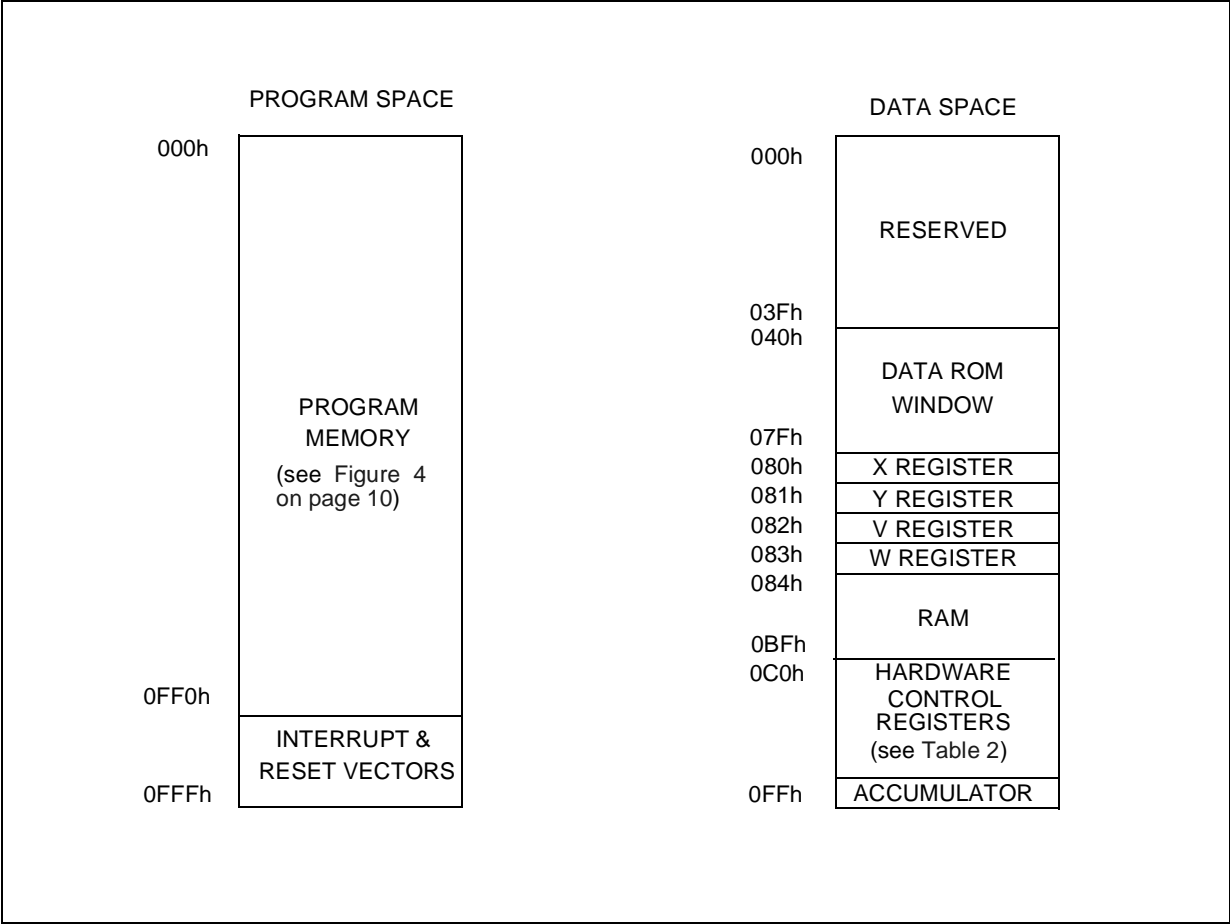 PROGRAM SPACE
000h
PROGRAM
MEMORY
(see Figure 4
on page 10)
0FF0h
INTERRUPT &
RESET VECTORS
0FFFh
DATA SPACE
000h
RESERVED
03Fh
040h
DATA ROM
WINDOW
07Fh
080h
X REGISTER
081h
Y REGISTER
082h
V REGISTER
083h
W REGISTER
084h
RAM
0BFh
0C0h
HARDWARE
CONTROL
REGISTERS
(see Table 2)
0FFh
ACCUMULATOR